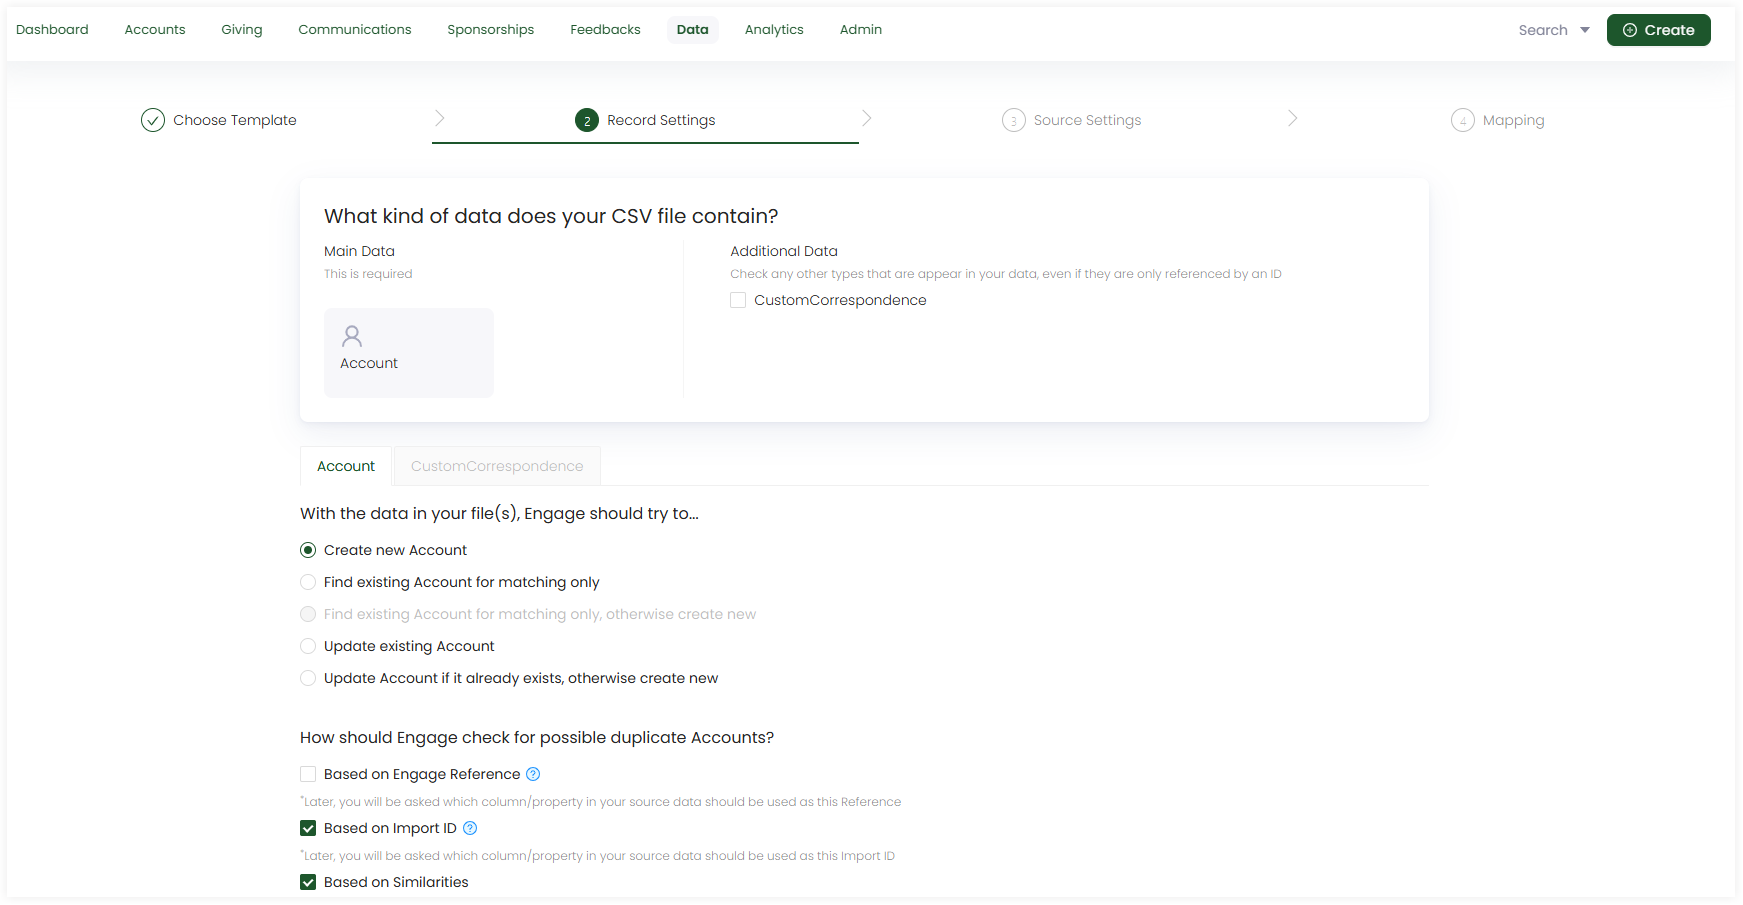 Dashboard Accounts Giving Communications Sponsorships Feedbacks Data Analytics Admin Search Create
Choose Template 2 Record Settings 3 Source Settings 4 Mapping
What kind of data does your CSV file contain?
Main Data
This is required
Account
Additional Data
Check any other types that are appear in your data, even if they are only referenced by an ID
CustomCorrespondence
Account CustomCorrespondence
With the data in your file(s), Engage should try to...
Create new Account
Find existing Account for matching only
Find existing Account for matching only, otherwise create new
Update existing Account
Update Account if it already exists, otherwise create new
How should Engage check for possible duplicate Accounts?
Based on Engage Reference ?
*Later, you will be asked which column/property in your source data should be used as this Reference
Based on Import ID ?
*Later, you will be asked which column/property in your source data should be used as this Import ID
Based on Similarities